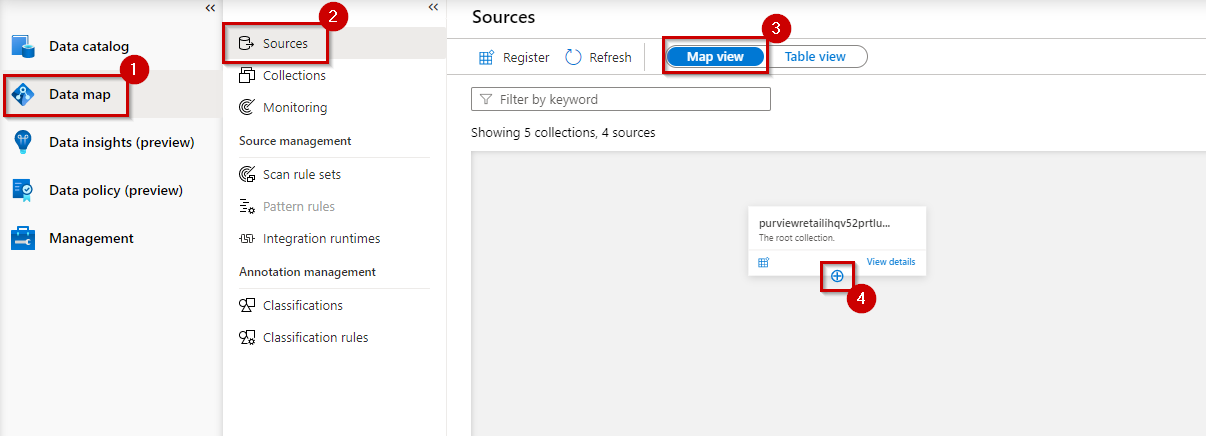 «
Data catalog
1
Data map
Data insights (preview)
Data policy (preview)
Management
«
2
Sources
Collections
Monitoring
Source management
Scan rule sets
Pattern rules
Integration runtimes
Annotation management
Classifications
Classification rules
Sources
3
Register Refresh Map view Table view
Filter by keyword
Showing 5 collections, 4 sources
purviewretailihqv52prtlu...
The root collection.
View details
4